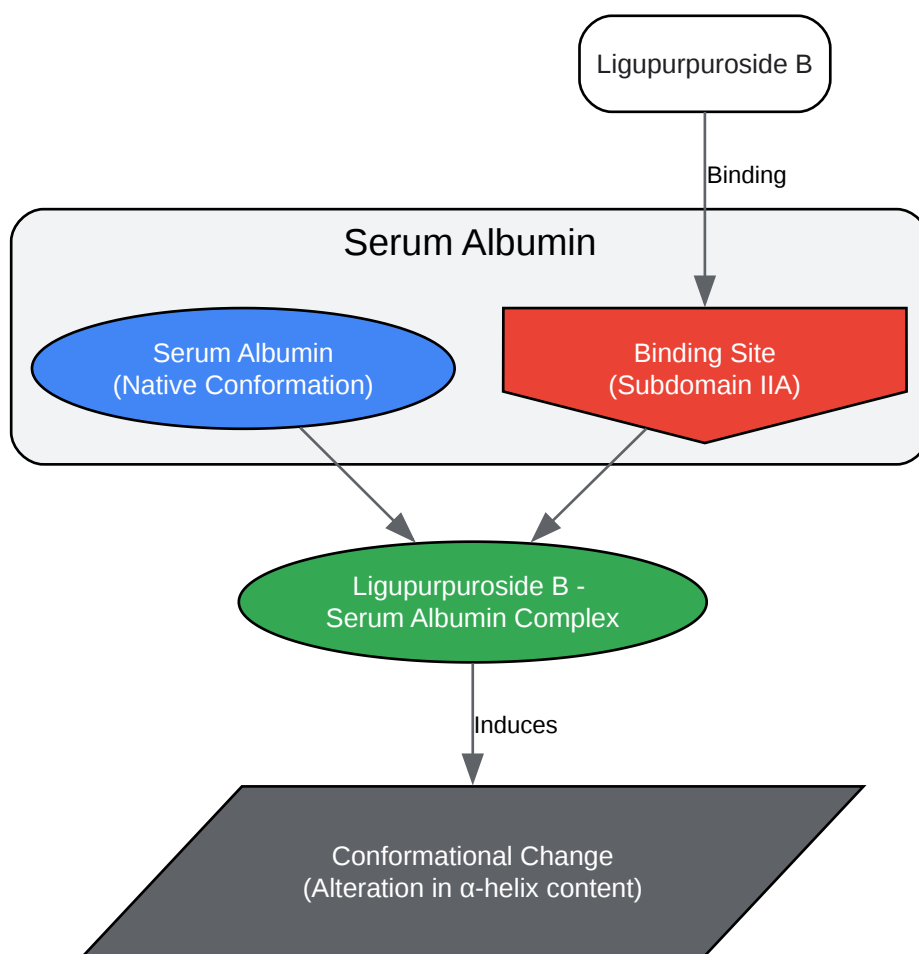 Ligupurpuroside B
Binding
Serum Albumin
Serum Albumin
(Native Conformation)
Binding Site
(Subdomain IIA)
Ligupurpuroside B -
Serum Albumin Complex
Induces
Conformational Change
(Alteration in α-helix content)